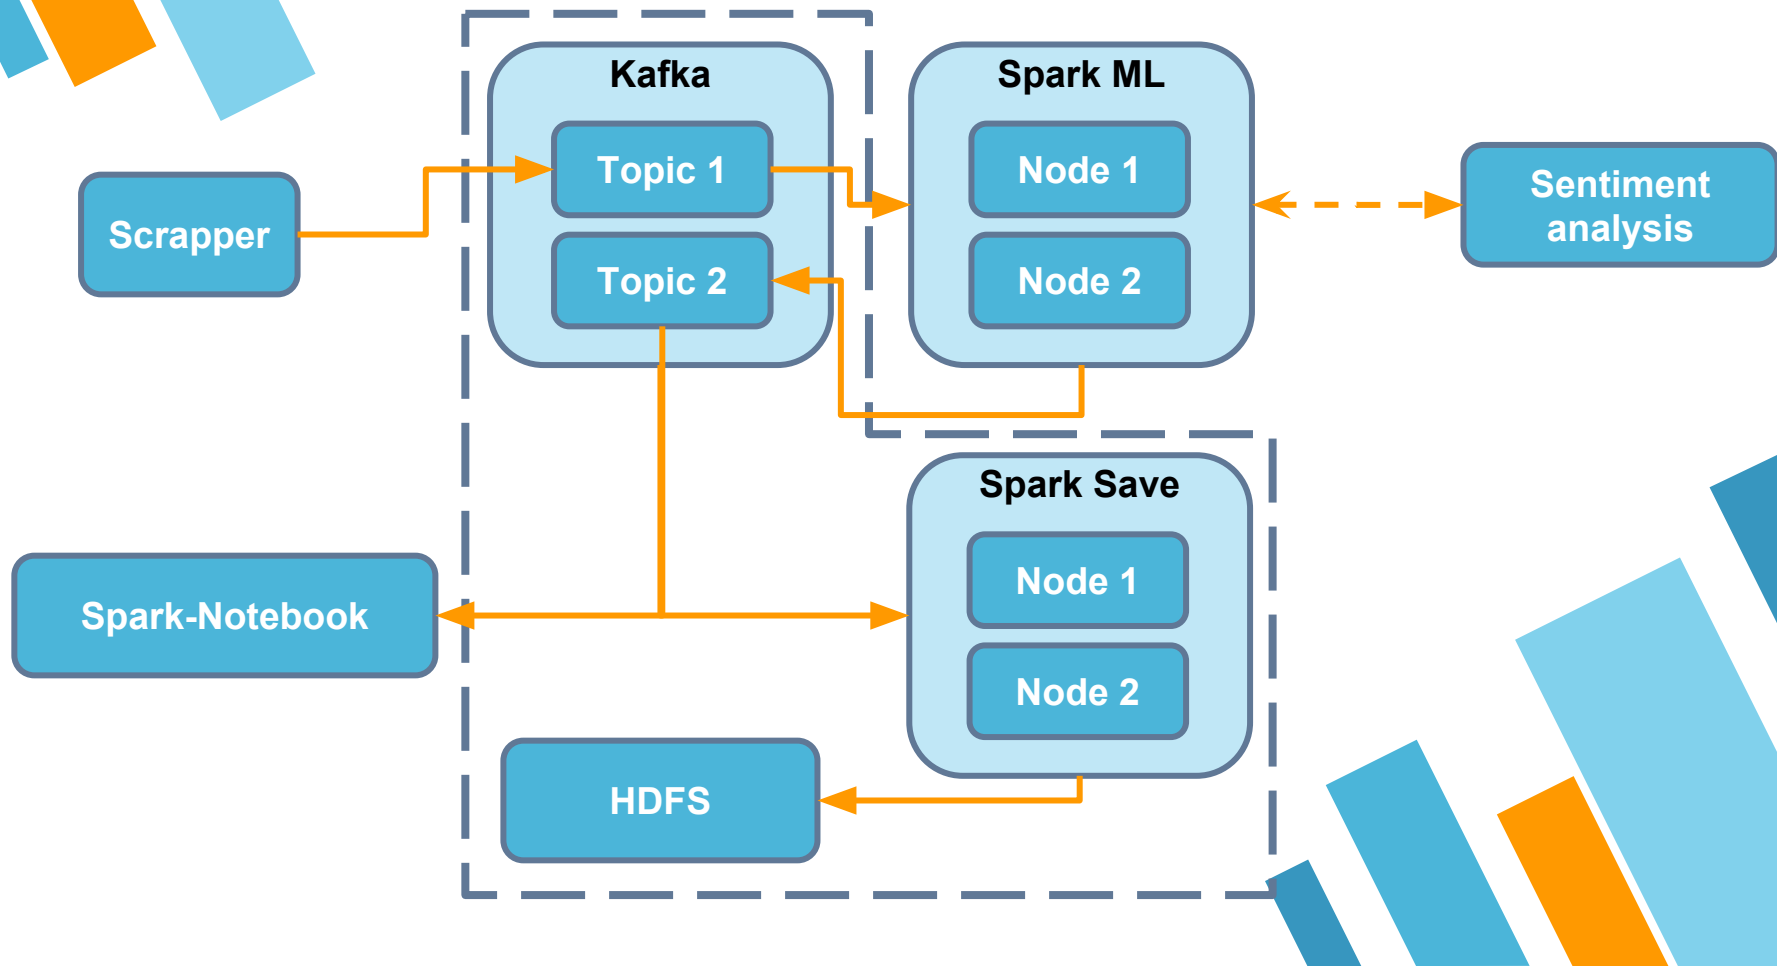 Kafka
Topic 1
Topic 2
Spark ML
Node 1
Node 2
Scrapper
Sentiment
analysis
Spark-Notebook
Spark Save
Node 1
Node 2
HDFS